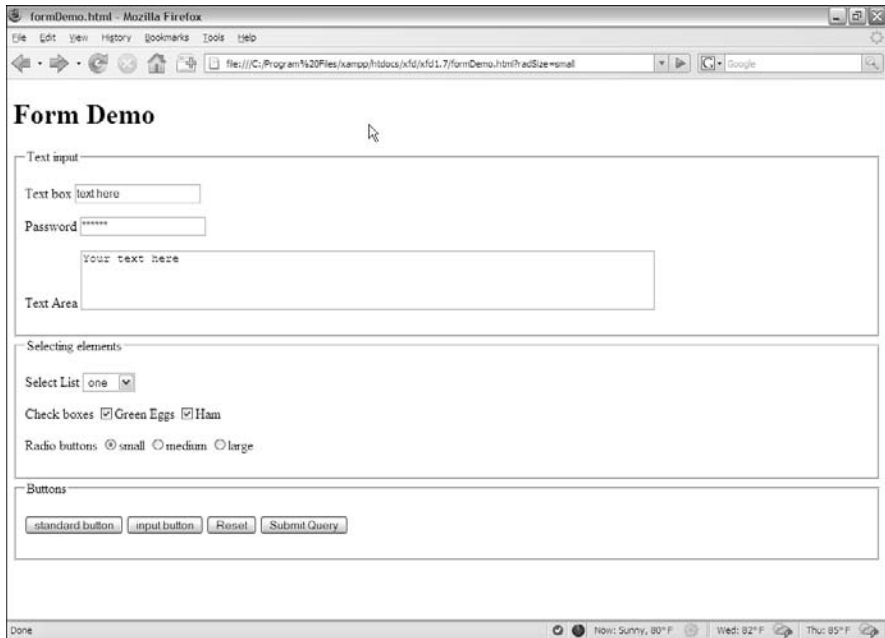 formDemo.html - Mozilla Firefox
File Edit View History Bookmarks Tools Help
file:///C:/Program%20Files/xampp/htdocs/xfd/xfd1.7/formDemo.html?radSize=small
Google
Form Demo
Text input
Text box text here
Password ******
Your text here
Text Area
Selecting elements
Select List one
Check boxes Green Eggs Ham
Radio buttons small medium large
Buttons
standard button input button Reset Submit Query
Done Now: Sunny, 80° F Wed: 82° F Thu: 85° F